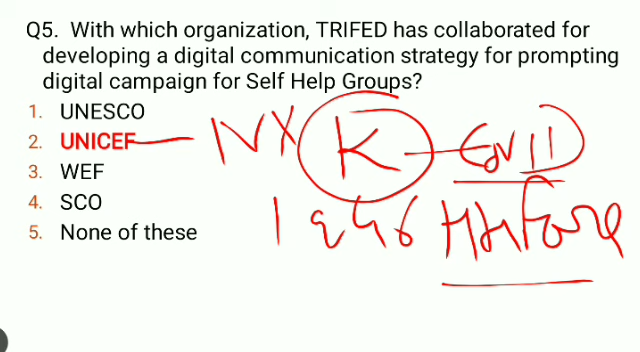 Q5. With which organization, TRIFED has collaborated for
developing a digital communication strategy for prompting
digital campaign for Self Help Groups?
1. UNESCO
2. UNICEF
3. WEF
4. SCO
5. None of these
K
1946